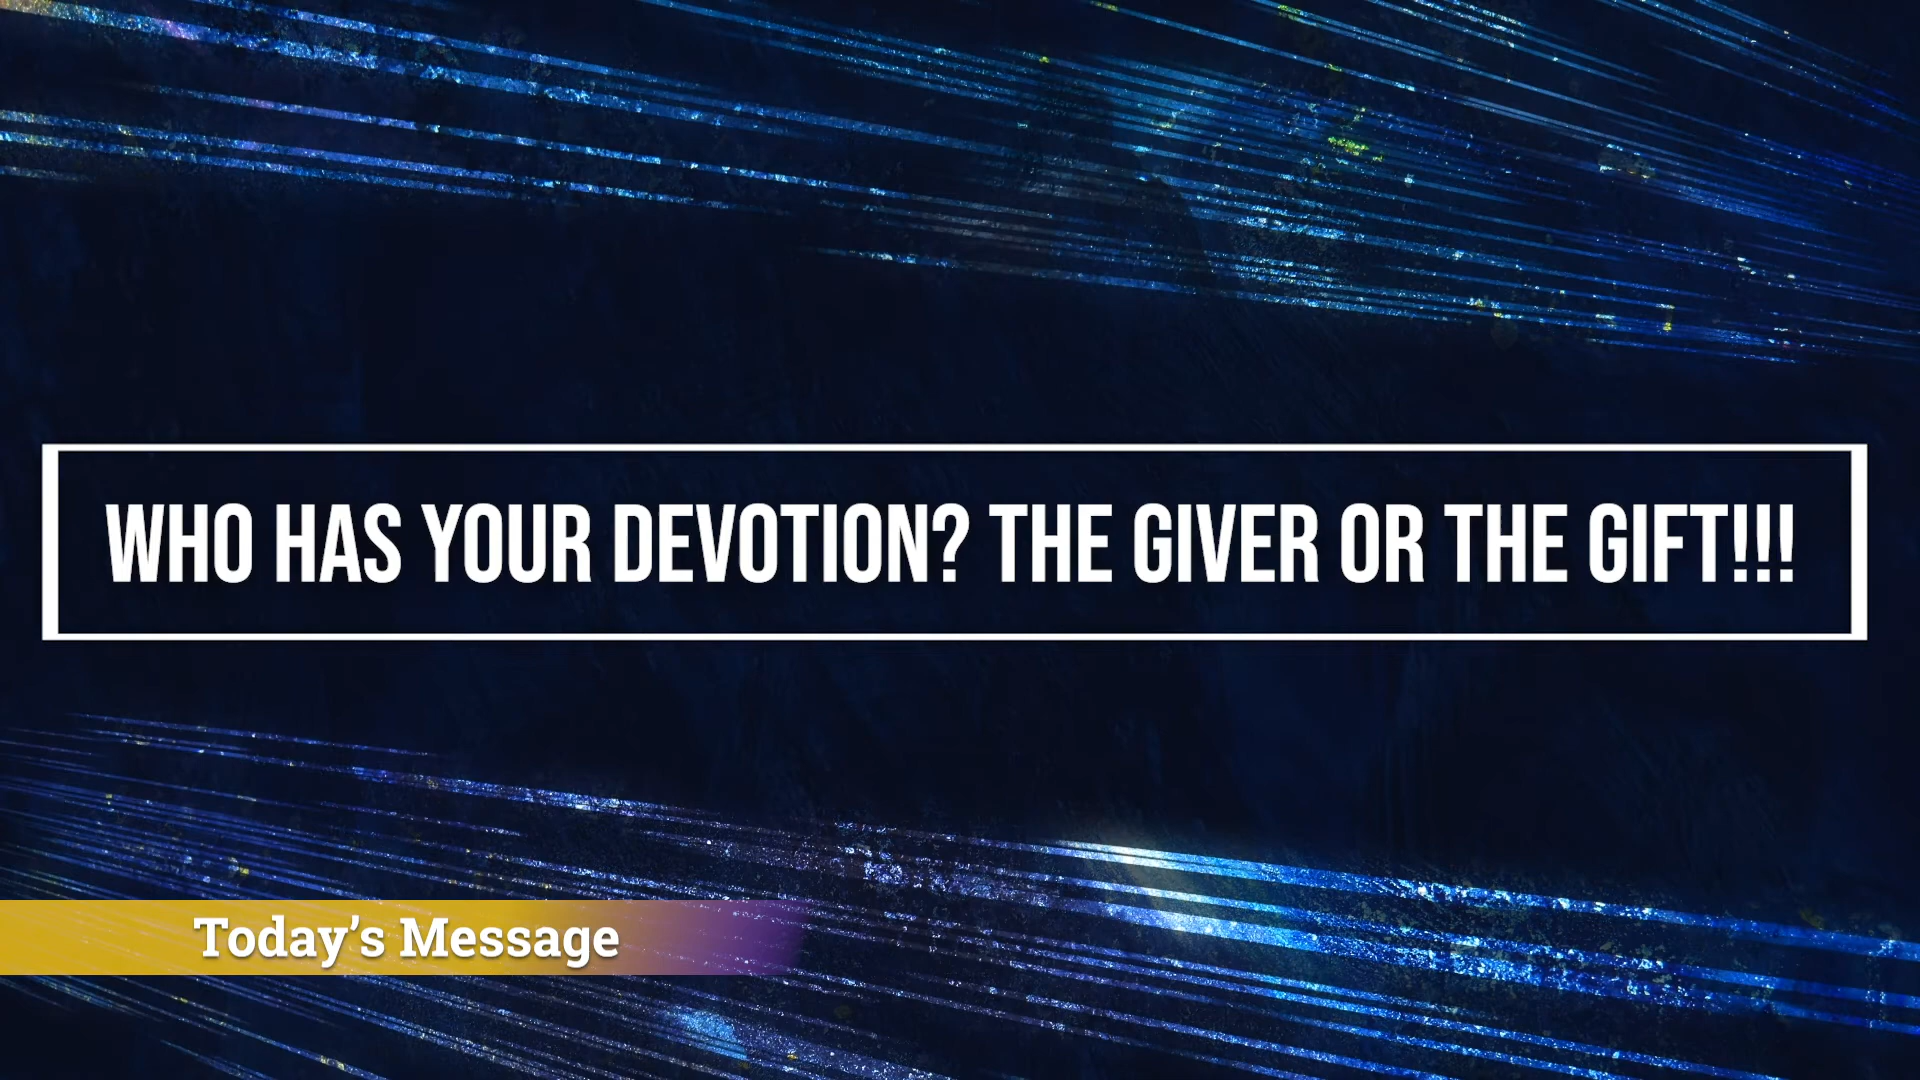 WHO HAS YOUR DEVOTION? THE GIVER OR THE GIFT!!!
Today’s Message